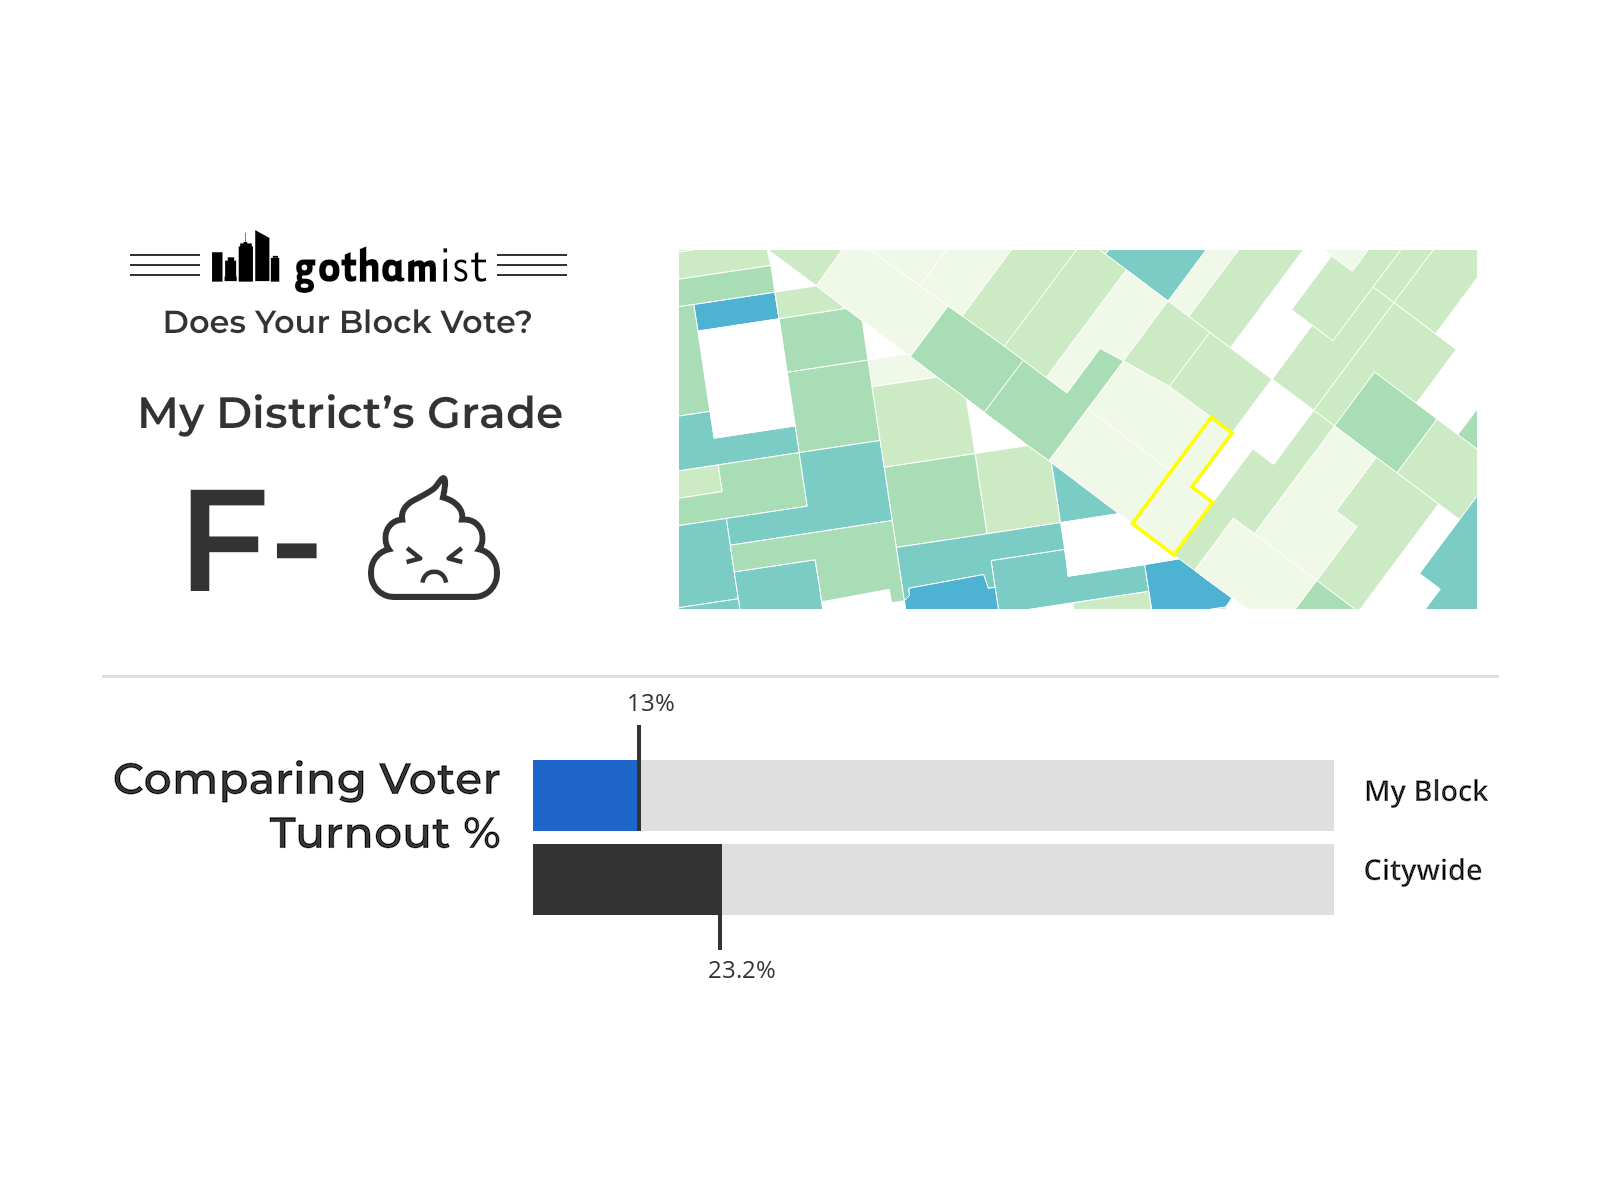 gothamist
Does Your Block Vote?
My District’s Grade
F-
13%
Comparing Voter
Turnout %
My Block
Citywide
23.2%